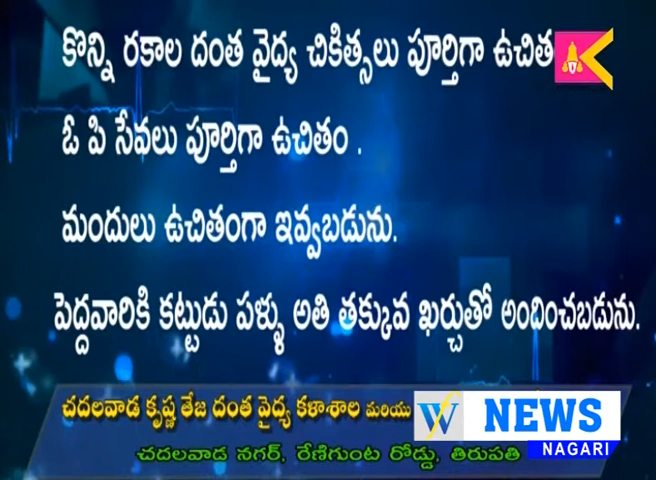 కొన్ని రకాల దంత వైద్య చికిత్సలు పూర్తిగా ఉచిత
ఓ పి సేవలు పూర్తిగా ఉచితం .
మందులు ఉచితంగా ఇవ్వబడును.
పెద్దవారికి కట్టుడు పళ్ళు అతి తక్కువ ఖర్చుతో అందించబడును.
చదలవాడ కృష్ణ తేజ దంత వైద్య కళాశాల మరియు
చదలవాడ నగర్, రేణిగుంట రోడ్డు, తిరుపతి
V NEWS
NAGARI